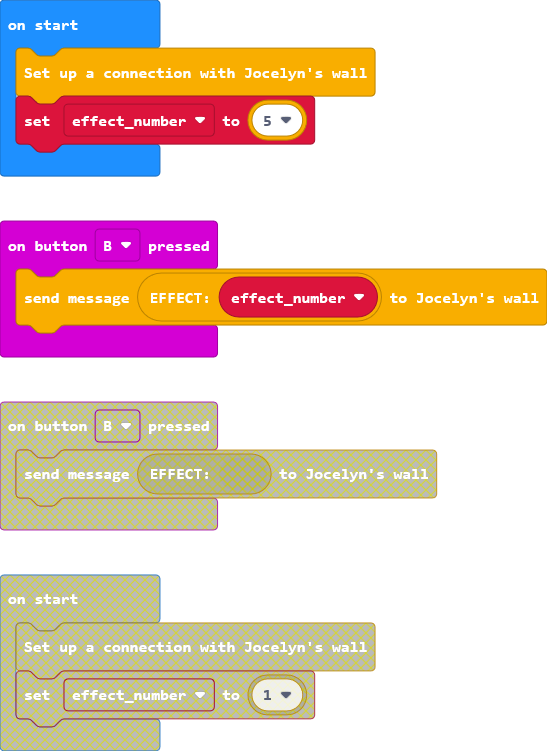 on start
Set up a connection with Jocelyn's wall
set effect_number to 5
on button B pressed
send message EFFECT: effect_number to Jocelyn's wall
on button B pressed
send message EFFECT: to Jocelyn's wall
on start
Set up a connection with Jocelyn's wall
set effect_number to 1